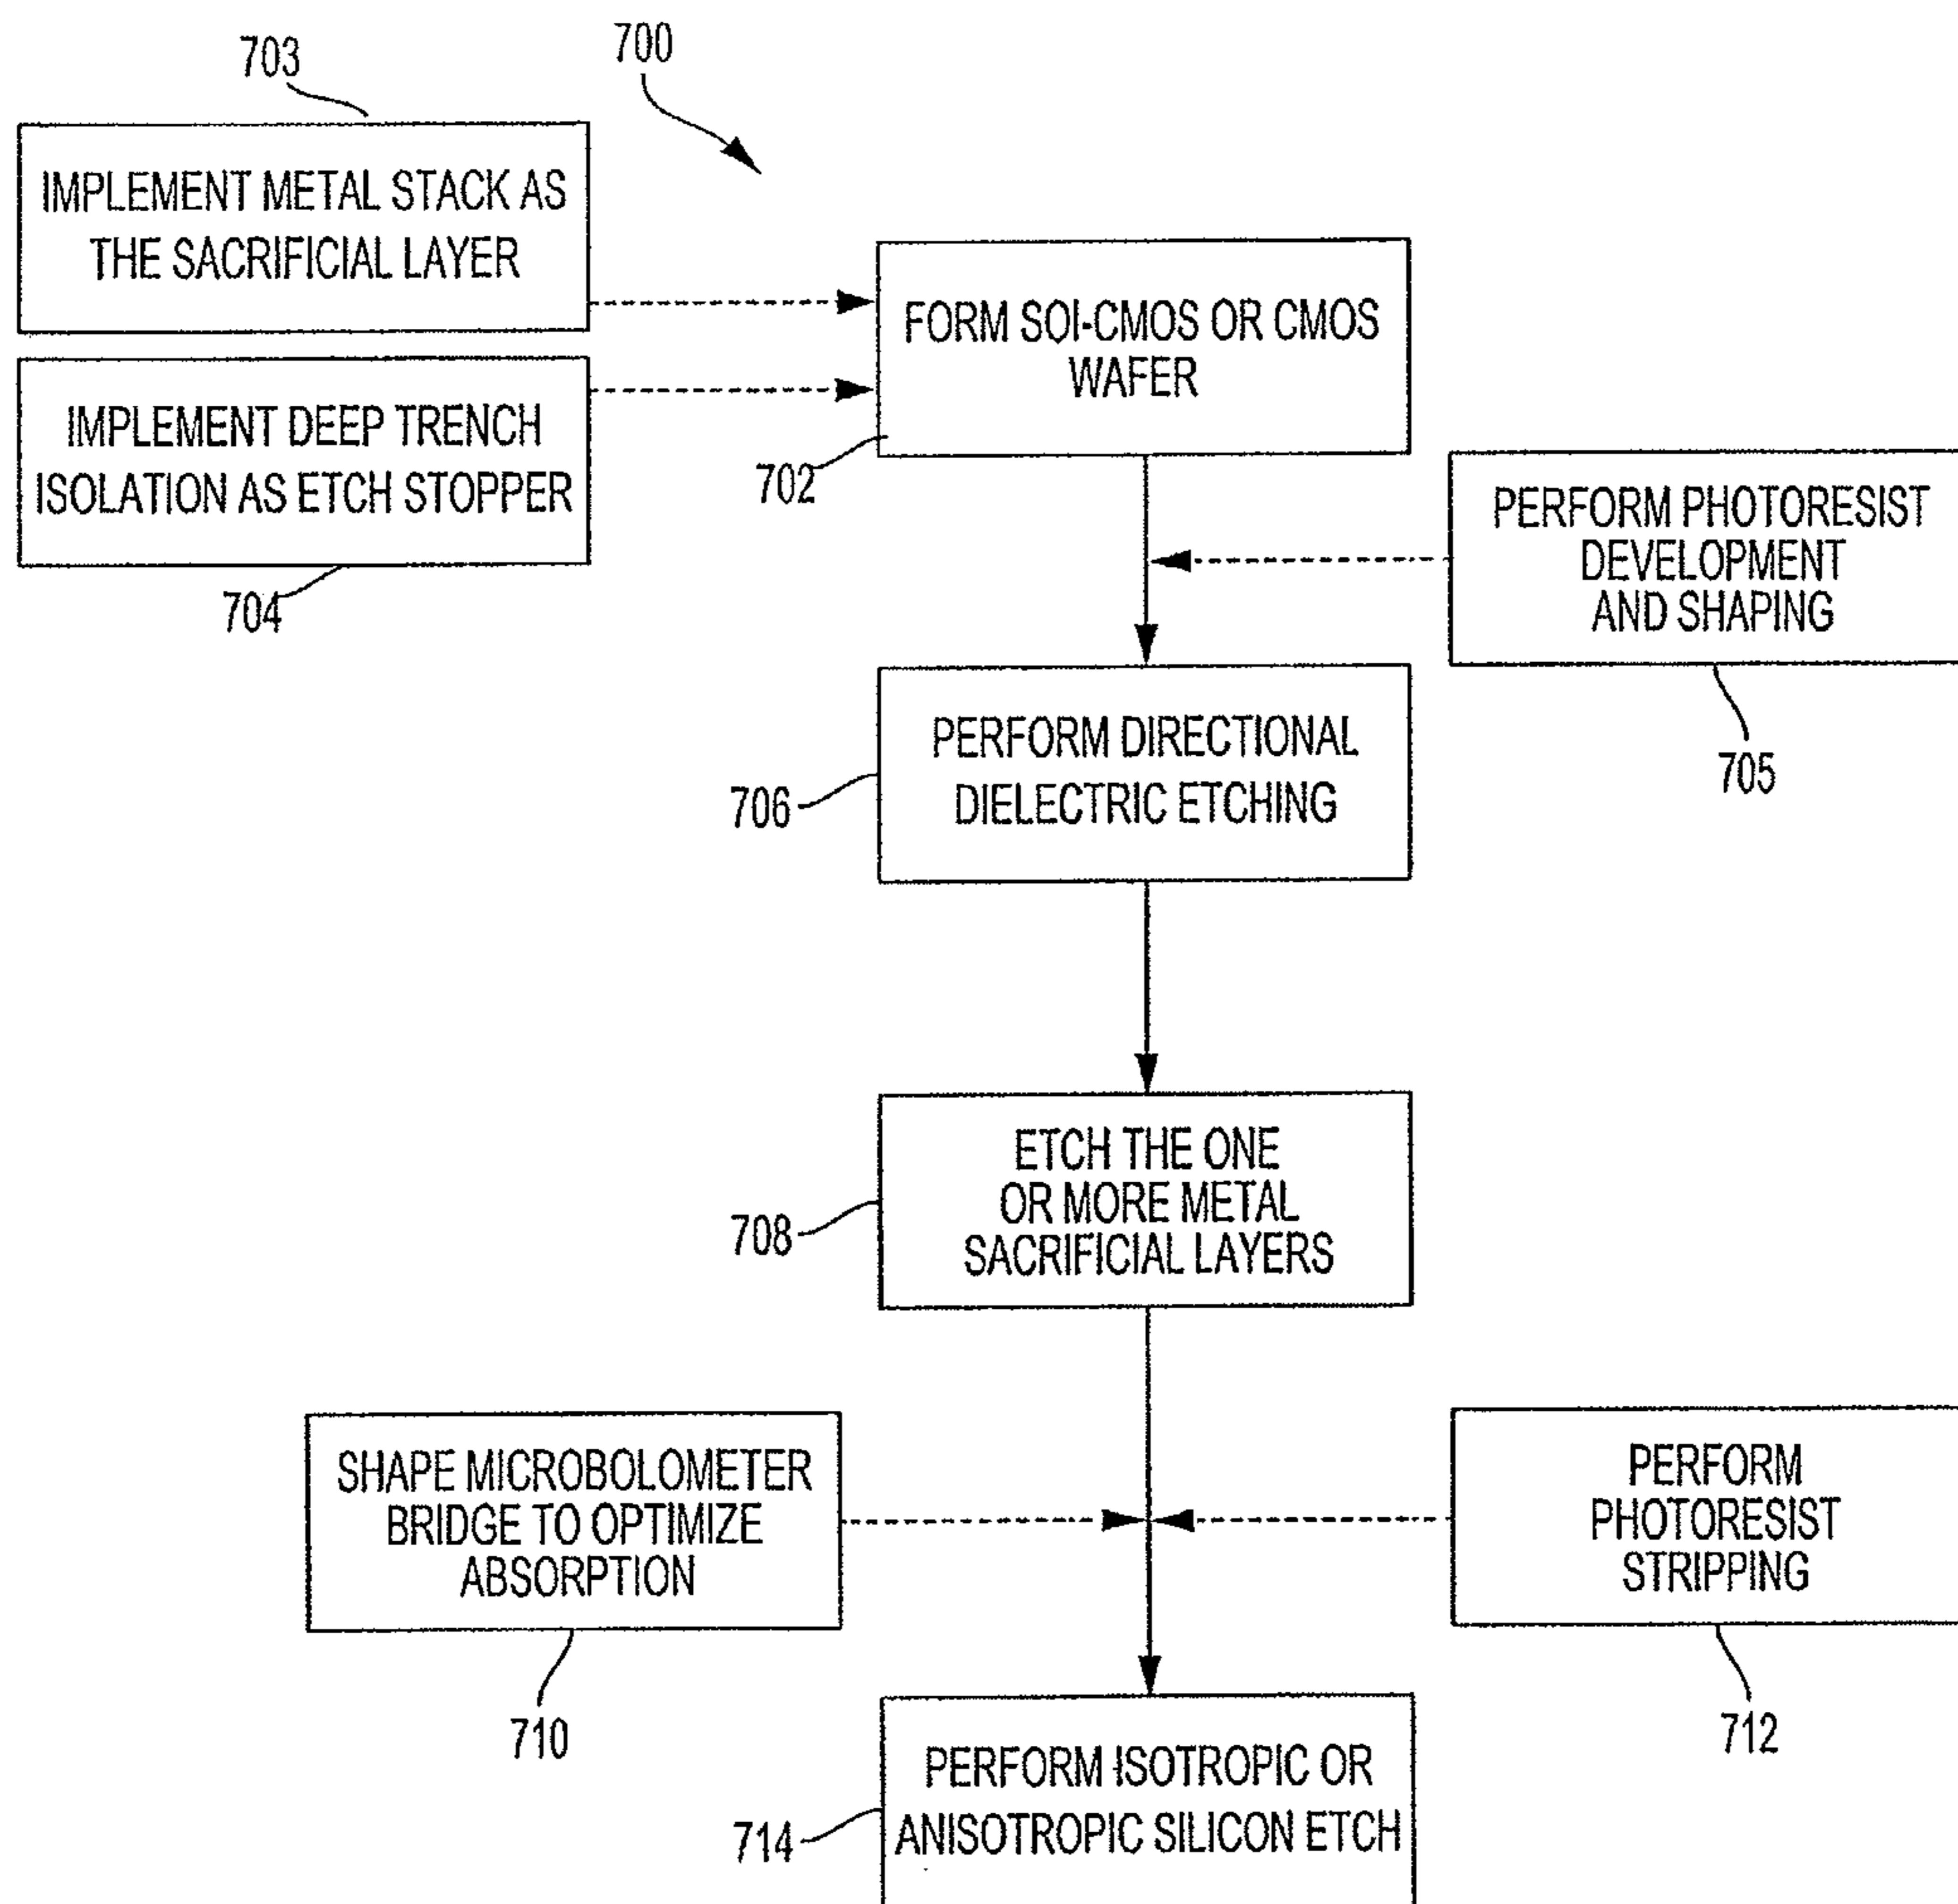 703
700
IMPLEMENT METAL STACK AS
THE SACRIFICIAL LAYER
FORM SOI-CMOS OR CMOS
WAFER
702
IMPLEMENT DEEP TRENCH
ISOLATION AS ETCH STOPPER
704
PERFORM PHOTORESIST
DEVELOPMENT
AND SHAPING
705
PERFORM DIRECTIONAL
DIELECTRIC ETCHING
706
ETCH THE ONE
OR MORE METAL
SACRIFICIAL LAYERS
708
SHAPE MICROBOLOMETER
BRIDGE TO OPTIMIZE
ABSORPTION
710
PERFORM
PHOTORESIST
STRIPPING
712
PERFORM ISOTROPIC OR
ANISOTROPIC SILICON ETCH
714